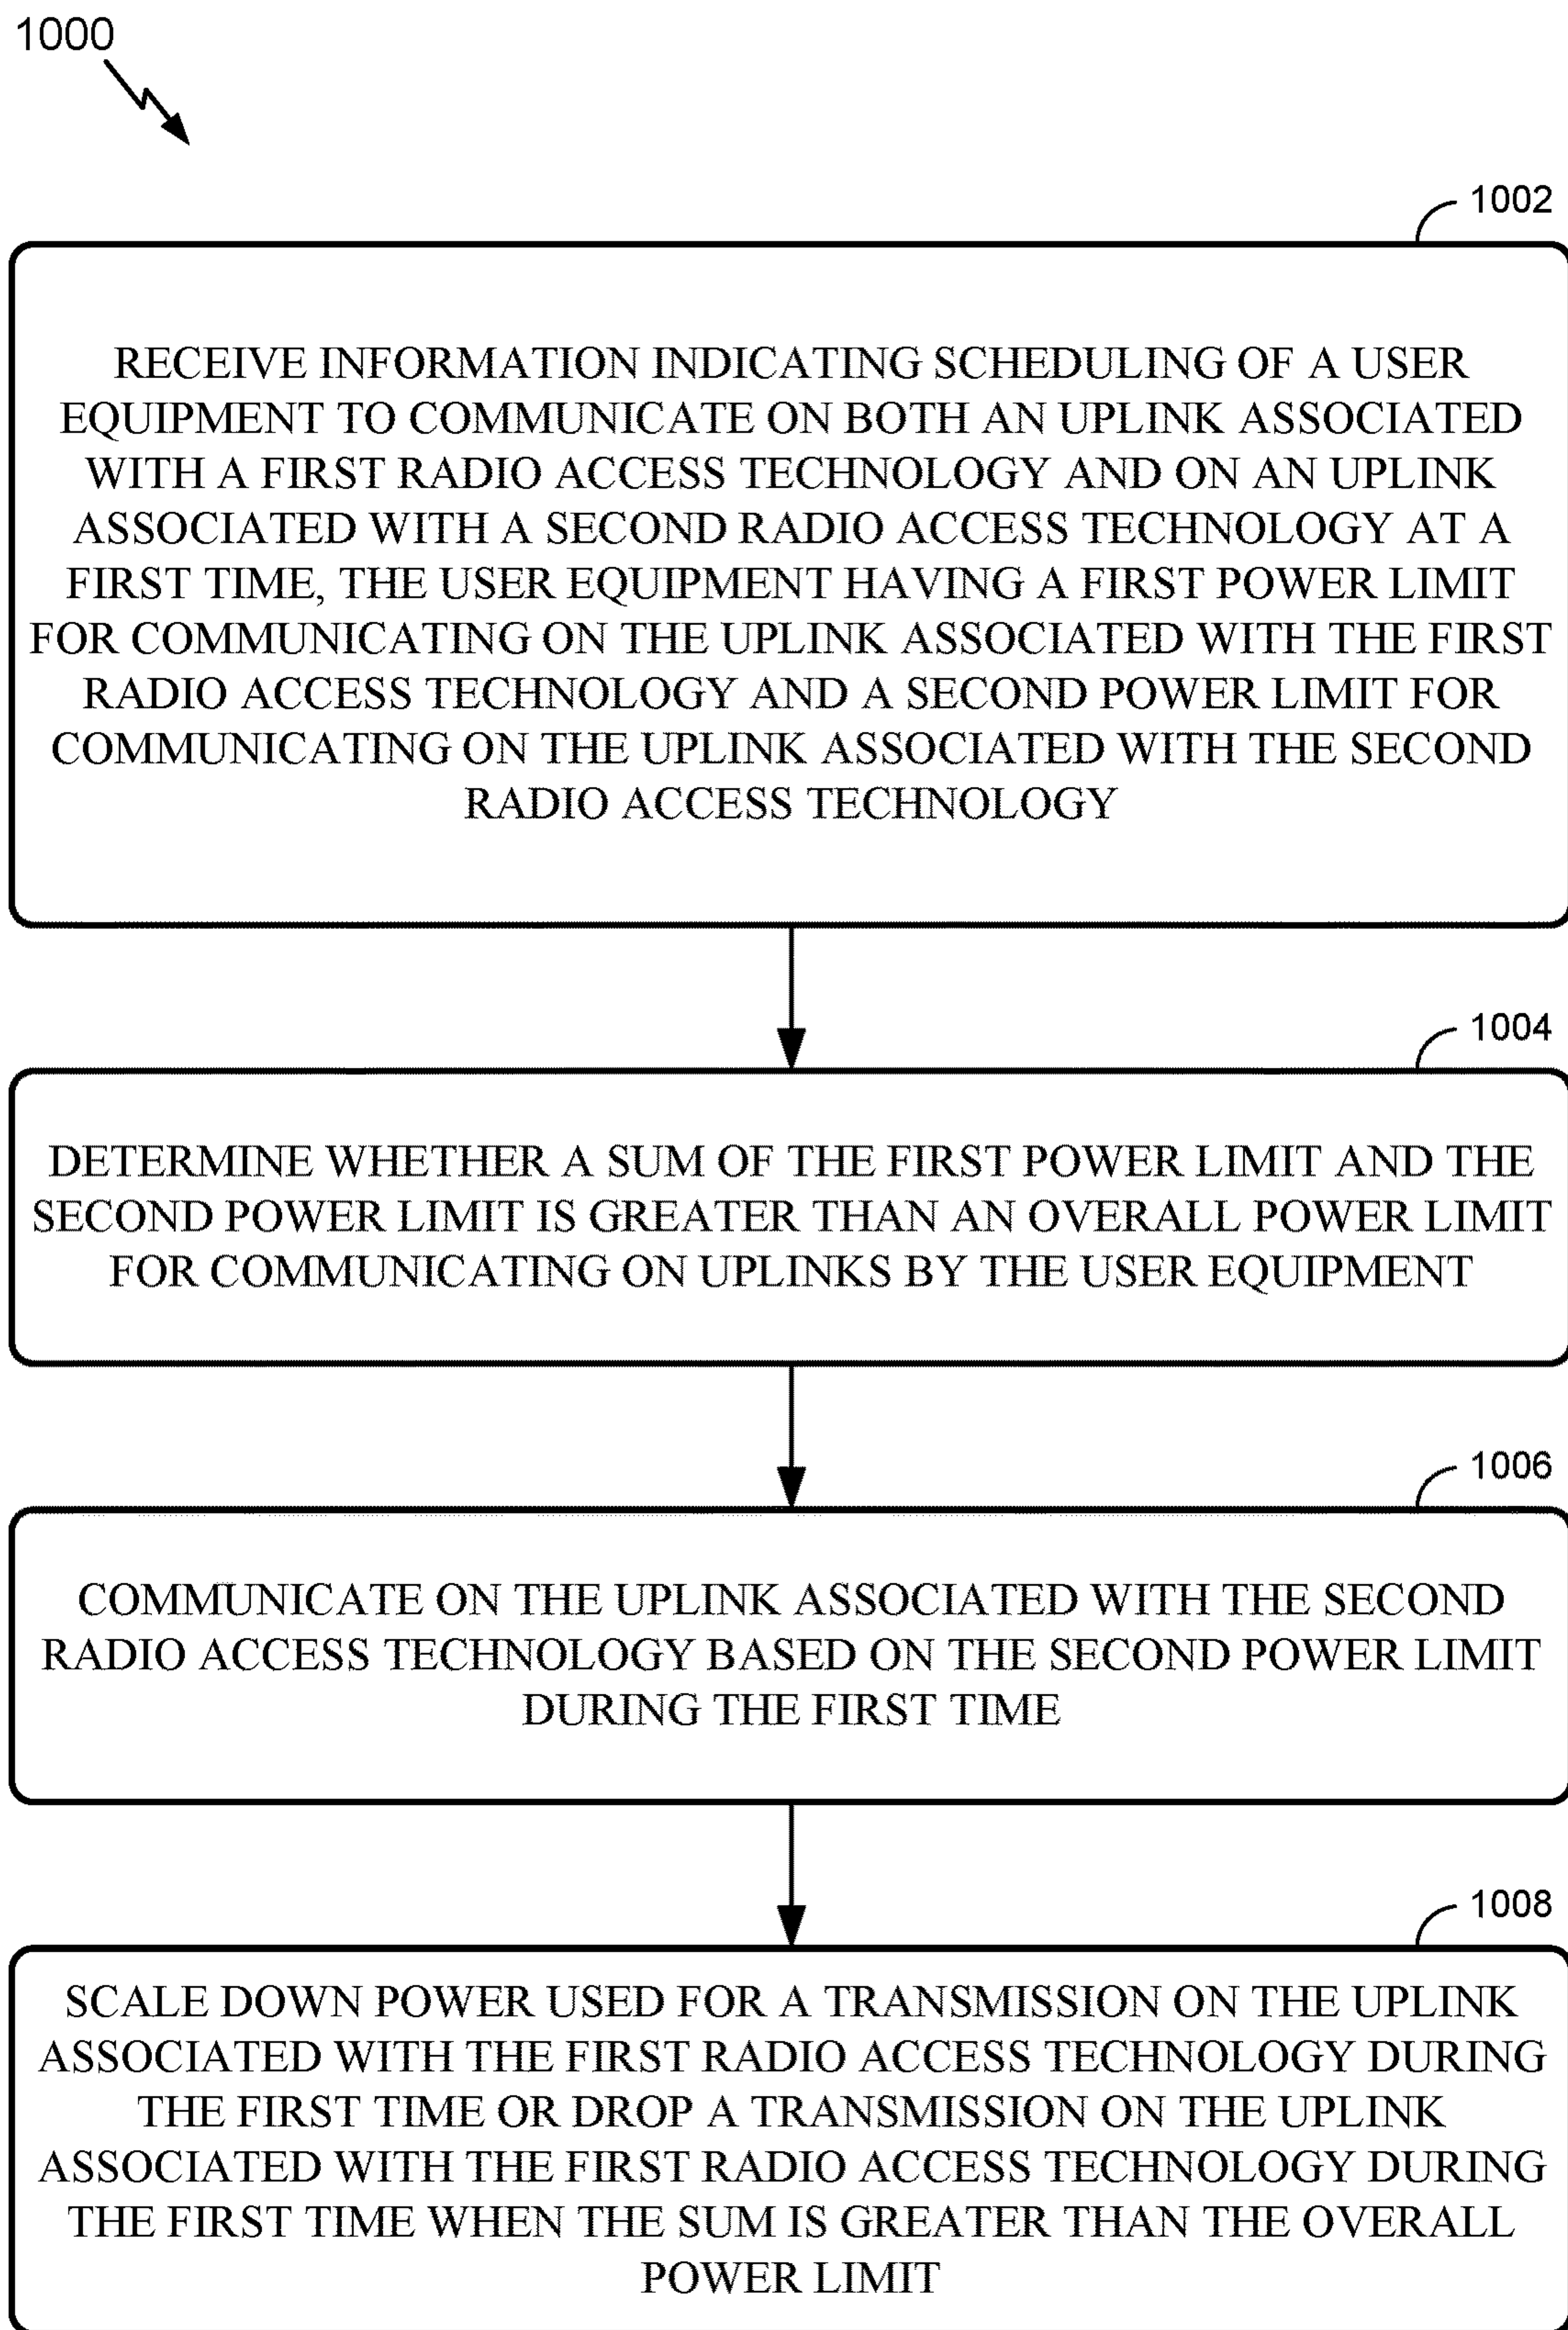 1000
1002
RECEIVE INFORMATION INDICATING SCHEDULING OF A USER
EQUIPMENT TO COMMUNICATE ON BOTH AN UPLINK ASSOCIATED
WITH A FIRST RADIO ACCESS TECHNOLOGY AND ON AN UPLINK
ASSOCIATED WITH A SECOND RADIO ACCESS TECHNOLOGY AT A
FIRST TIME, THE USER EQUIPMENT HAVING A FIRST POWER LIMIT
FOR COMMUNICATING ON THE UPLINK ASSOCIATED WITH THE FIRST
RADIO ACCESS TECHNOLOGY AND A SECOND POWER LIMIT FOR
COMMUNICATING ON THE UPLINK ASSOCIATED WITH THE SECOND
RADIO ACCESS TECHNOLOGY
1004
DETERMINE WHETHER A SUM OF THE FIRST POWER LIMIT AND THE
SECOND POWER LIMIT IS GREATER THAN AN OVERALL POWER LIMIT
FOR COMMUNICATING ON UPLINKS BY THE USER EQUIPMENT
1006
COMMUNICATE ON THE UPLINK ASSOCIATED WITH THE SECOND
RADIO ACCESS TECHNOLOGY BASED ON THE SECOND POWER LIMIT
DURING THE FIRST TIME
1008
SCALE DOWN POWER USED FOR A TRANSMISSION ON THE UPLINK
ASSOCIATED WITH THE FIRST RADIO ACCESS TECHNOLOGY DURING
THE FIRST TIME OR DROP A TRANSMISSION ON THE UPLINK
ASSOCIATED WITH THE FIRST RADIO ACCESS TECHNOLOGY DURING
THE FIRST TIME WHEN THE SUM IS GREATER THAN THE OVERALL
POWER LIMIT